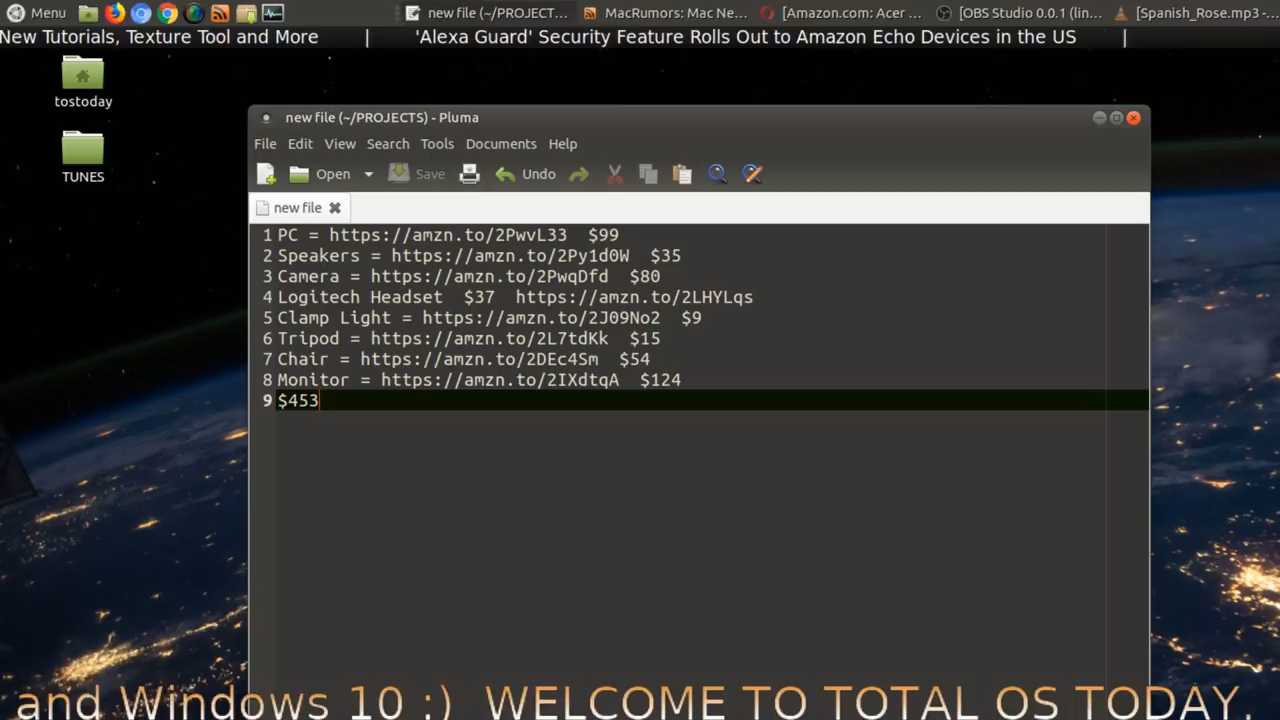 Menu
new file (~/PROJECT...
MacRumors: Mac Ne...
[Amazon.com: Acer ...
[OBS Studio 0.0.1 (lin...
[Spanish_Rose.mp3 -...
New Tutorials, Texture Tool and More | 'Alexa Guard' Security Feature Rolls Out to Amazon Echo Devices in the US |
tostoday
TUNES
new file (~/PROJECTS) - Pluma
File Edit View Search Tools Documents Help
Open Save Undo
new file
1 PC = https://amzn.to/2PwvL33 $99
2 Speakers = https://amzn.to/2Py1d0W $35
3 Camera = https://amzn.to/2PwqDfd $80
4 Logitech Headset $37 https://amzn.to/2LHYLqs
5 Clamp Light = https://amzn.to/2J09No2 $9
6 Tripod = https://amzn.to/2L7tdKk $15
7 Chair = https://amzn.to/2DEc4Sm $54
8 Monitor = https://amzn.to/2IXdtqA $124
9 $453
and Windows 10 :) WELCOME TO TOTAL OS TODAY.